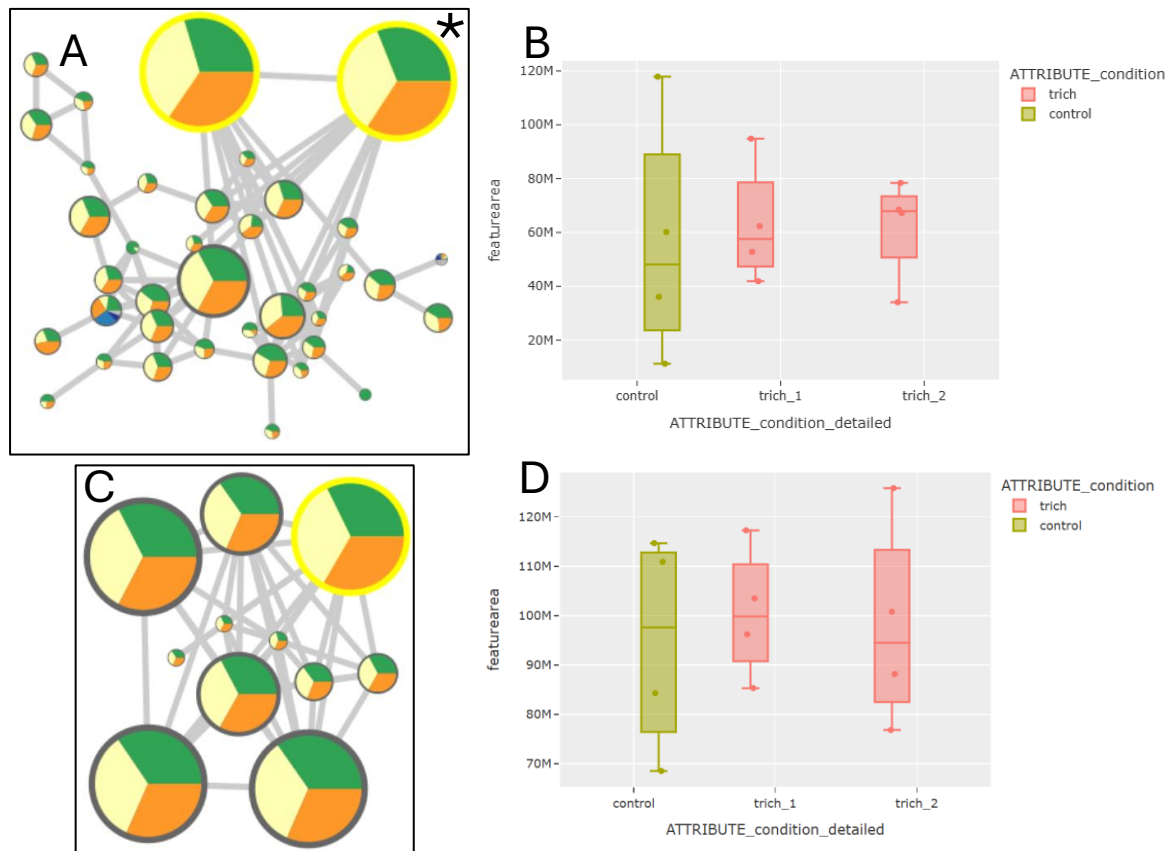 A
*
B
120M
100M
80M
60M
40M
20M
featurearea
control
trich_1
trich_2
ATTRIBUTE_condition_detailed
ATTRIBUTE_condition
trich
control
C
D
120M
110M
100M
90M
80M
70M
featurearea
control
trich_1
trich_2
ATTRIBUTE_condition_detailed
ATTRIBUTE_condition
trich
control